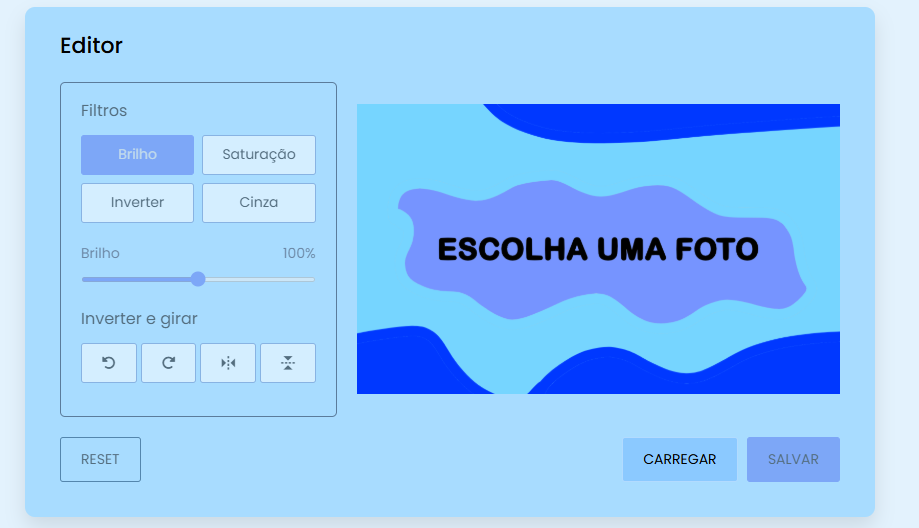 Editor
Filtros
Brilho
Saturação
Inverter
Cinza
Brilho 100%
Inverter e girar
ESCOLHA UMA FOTO
RESET
CARREGAR
SALVAR